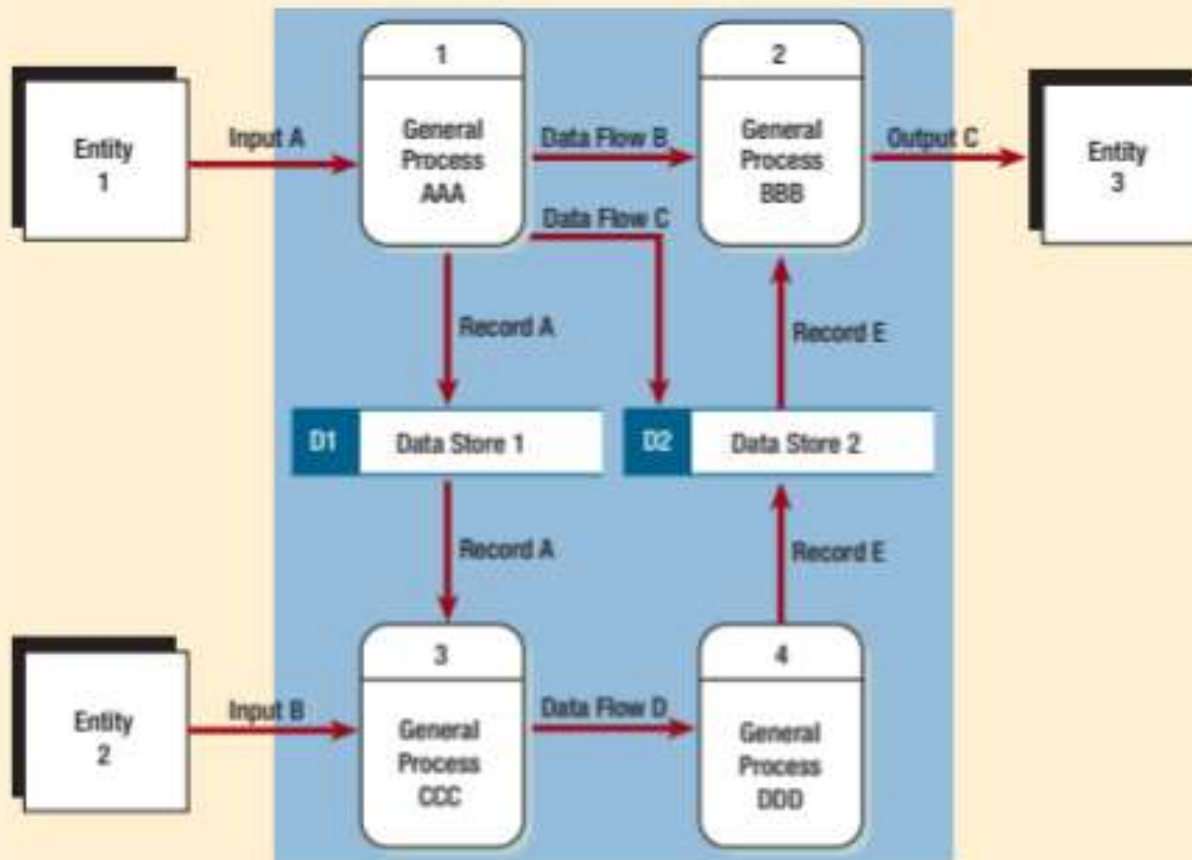 1
2
Entity
1
Input A
General
Process
AAA
Data Flow B
General
Process
BBB
Output C
Entity
3
Data Flow C
Record A
Record E
D1
Data Store 1
D2
Data Store 2
Record A
Record E
3
4
Entity
2
Input B
General
Process
CCC
Data Flow D
General
Process
DDD